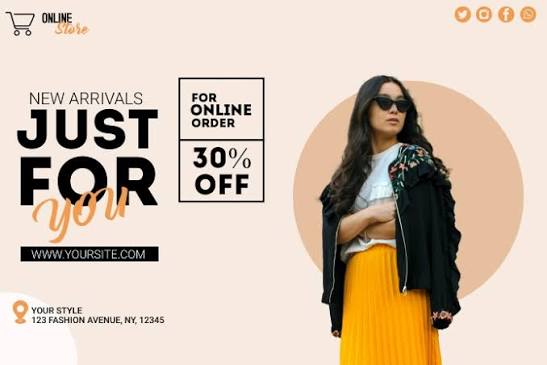 ONLINE
Store
NEW ARRIVALS
JUST
FOR
YOU
WWW.YOURSITE.COM
FOR
ONLINE
ORDER
30%
OFF
YOUR STYLE
123 FASHION AVENUE, NY, 12345